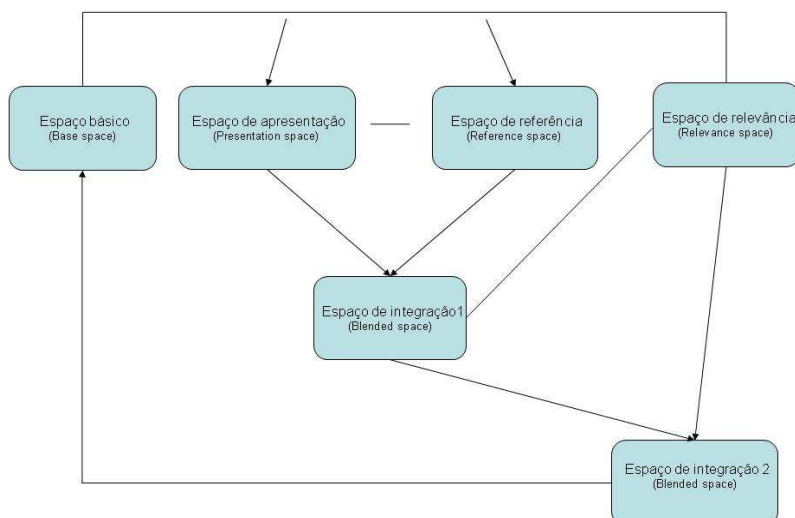 Espaço básico
(Base space)
Espaço de apresentação
(Presentation space)
Espaço de referência
(Reference space)
Espaço de relevância
(Relevance space)
Espaço de integração1
(Blended space)
Espaço de integração 2
(Blended space)